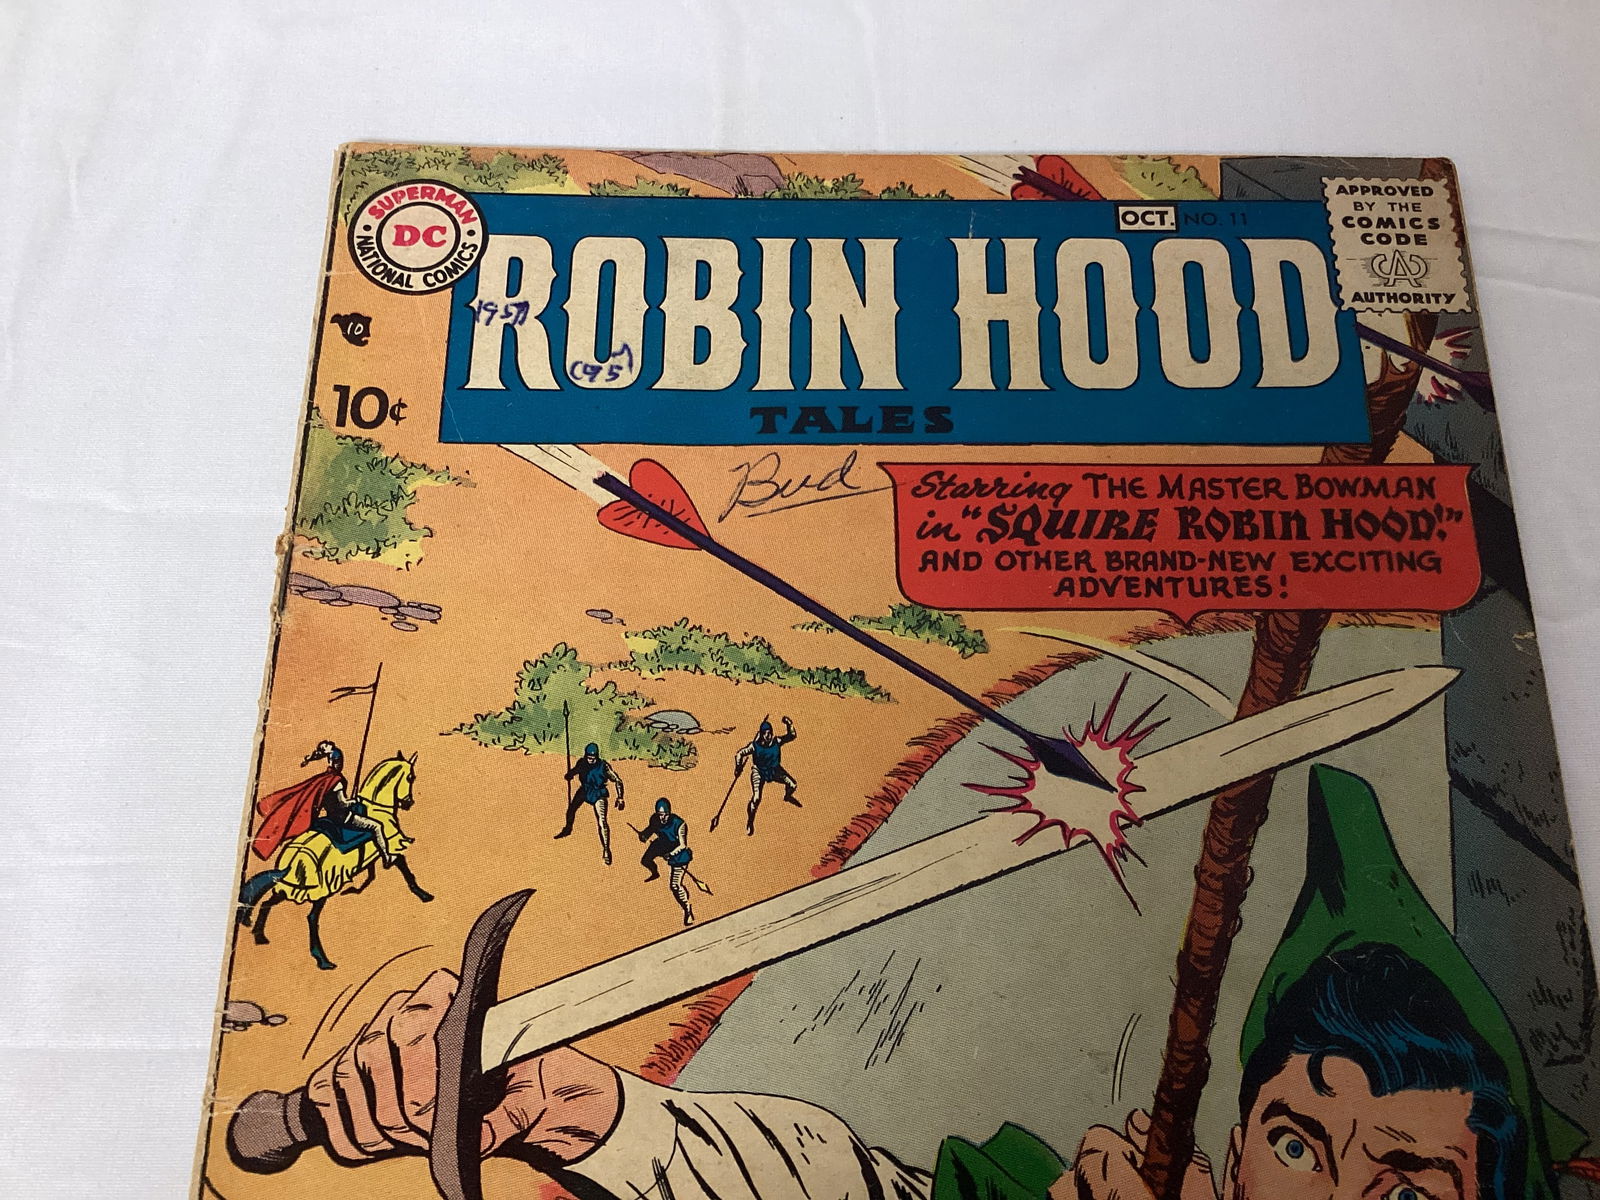 SUPERMAN
DC
NATIONAL COMICS
OCT. NO. 11
APPROVED
BY THE
COMICS
CODE
CA
AUTHORITY
ROBIN HOOD
1957
10
10¢
TALES
Bud
Starring THE MASTER BOWMAN
in "SQUIRE ROBIN HOOD!"
AND OTHER BRAND-NEW EXCITING
ADVENTURES!